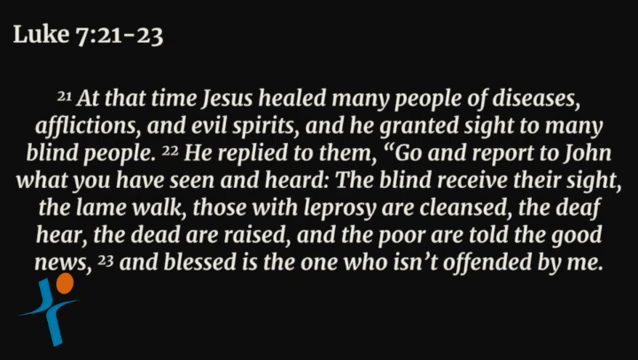 Luke 7:21-23
21 At that time Jesus healed many people of diseases,
afflictions, and evil spirits, and he granted sight to many
blind people. 22 He replied to them, “Go and report to John
what you have seen and heard: The blind receive their sight,
the lame walk, those with leprosy are cleansed, the deaf
hear, the dead are raised, and the poor are told the good
news, 23 and blessed is the one who isn’t offended by me.